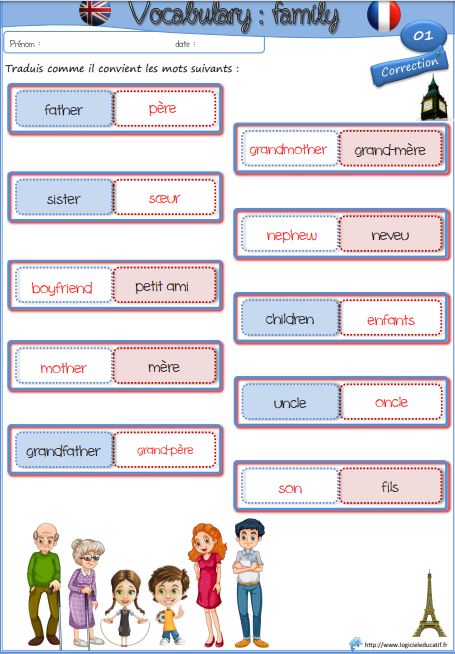 Vocabulary : family
Prénom : date :
01
Correction
Traduis comme il convient les mots suivants :
father père
grandmother grand-mère
sister sœur
nephew neveu
boyfriend petit ami
children enfants
mother mère
uncle oncle
grandfather grand-père
son fils
http://www.logicieleducatif.fr